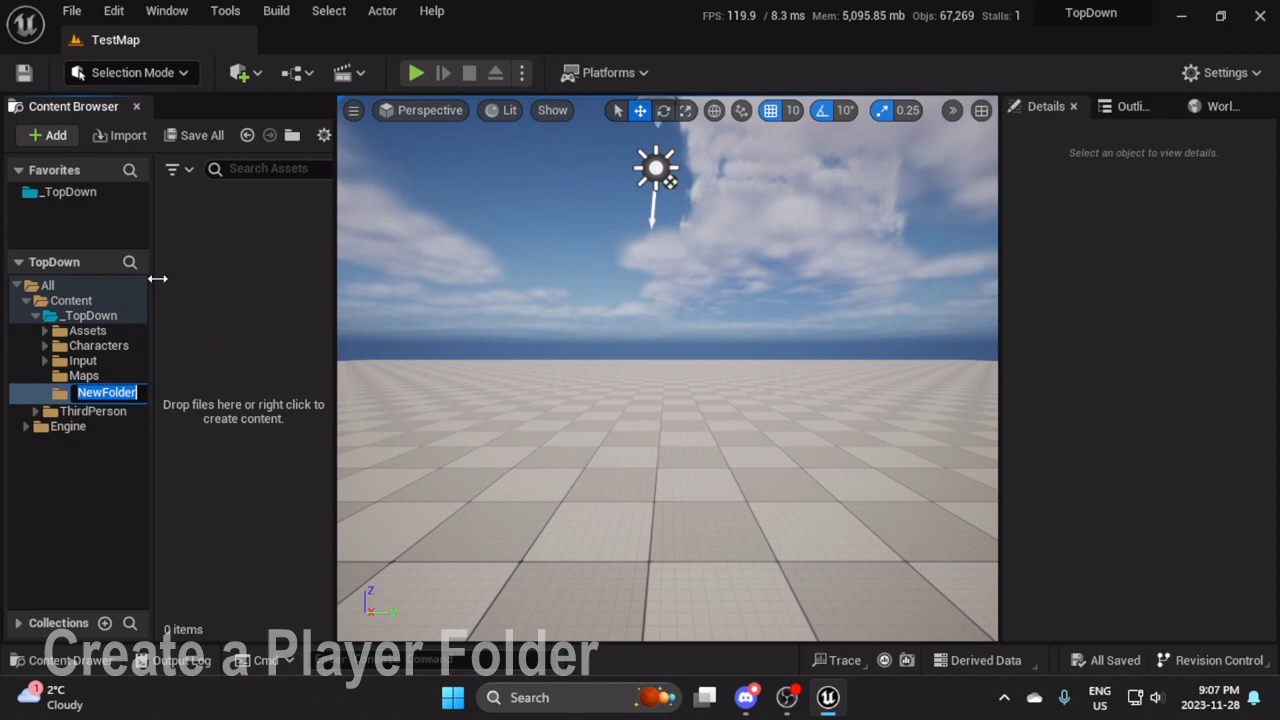 File Edit Window Tools Build Select Actor Help
FPS: 119.9 / 8.3 ms Mem: 5,095.85 mb Objs: 67,269 Stalls: 1
TopDown
TestMap
Selection Mode
Platforms
Settings
Content Browser
Add Import Save All
Favorites
Search Assets
_TopDown
TopDown
All
Content
_TopDown
Assets
Characters
Input
Maps
NewFolder
ThirdPerson
Engine
Collections
Drop files here or right click to
create content.
0 items
Perspective Lit Show
10 10° 0.25
Z
X
Y
Details Outli... Worl...
Select an object to view details.
Create a Player Folder
Content Drawer Output Log Cmd
Trace Derived Data All Saved Revision Control
1
2°C
Cloudy
Search
ENG
US
9:07 PM
2023-11-28